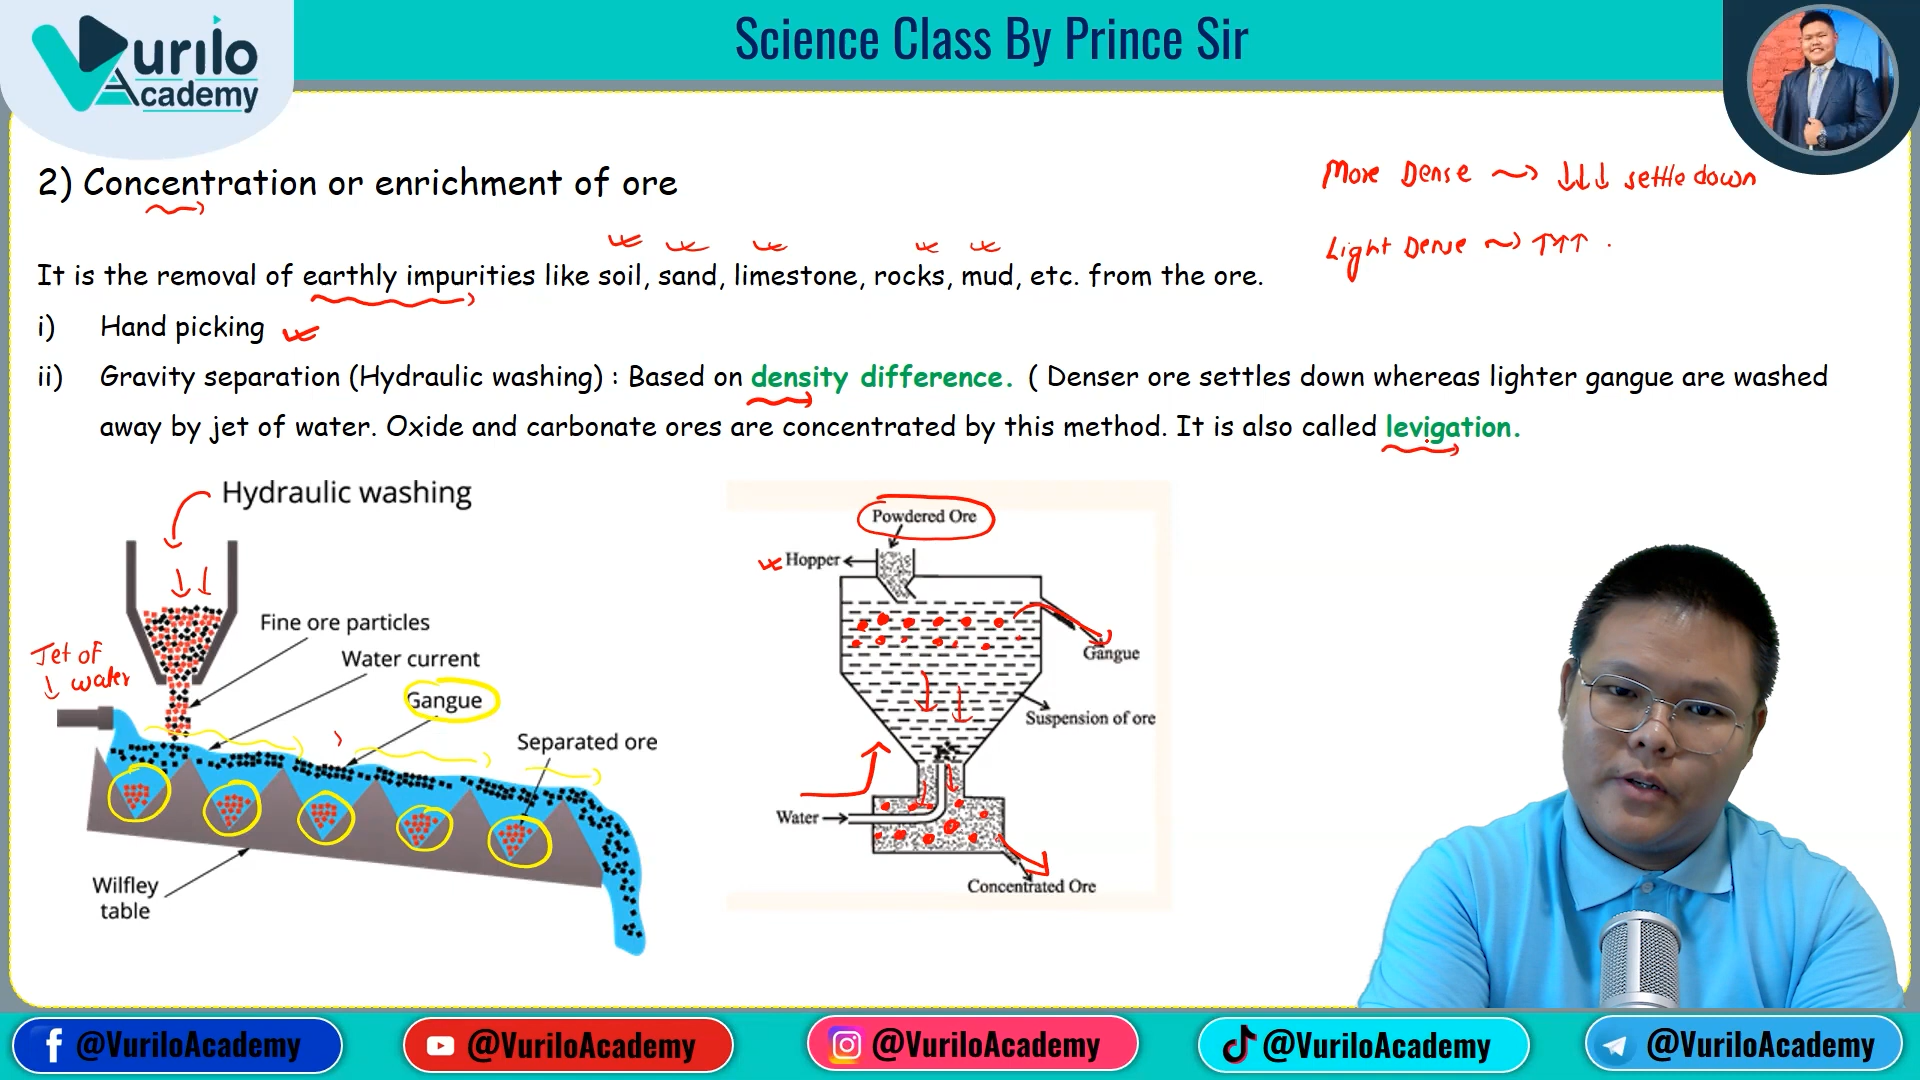 Vurilo
Academy
Science Class By Prince Sir
2) Concentration or enrichment of ore
More Dense ~> ↓↓↓ settle down
Light Dense ~> ↑↑↑
It is the removal of earthly impurities like soil, sand, limestone, rocks, mud, etc. from the ore.
i) Hand picking
ii) Gravity separation (Hydraulic washing) : Based on density difference. ( Denser ore settles down whereas lighter gangue are washed
away by jet of water. Oxide and carbonate ores are concentrated by this method. It is also called levigation.
Hydraulic washing
Fine ore particles
Water current
Jet of
water
Gangue
Separated ore
Wilfley
table
Powdered Ore
Hopper
Gangue
Suspension of ore
Water
Concentrated Ore
@VuriloAcademy
@VuriloAcademy
@VuriloAcademy
@VuriloAcademy
@VuriloAcademy